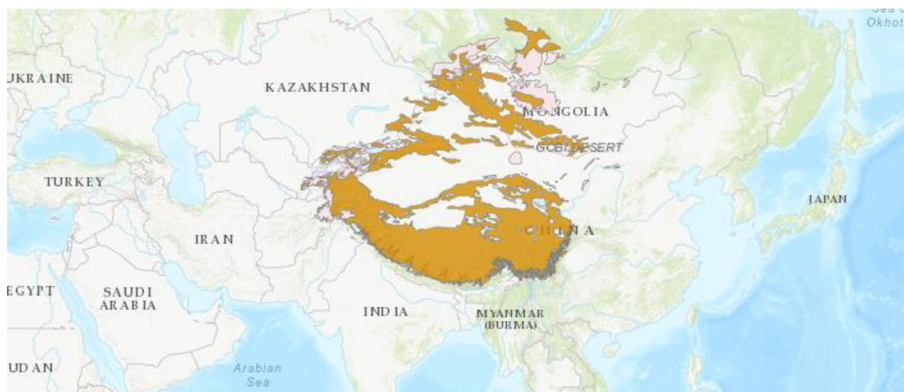 Sea of
Okhot
UKRAINE
KAZAKHSTAN
MONGOLIA
GOBI DESERT
TURKEY
JAPAN
IRAN
CHINA
EGYPT
SAUDI
ARABIA
INDIA
MYANMAR
(BURMA)
UDAN
Arabian
Sea